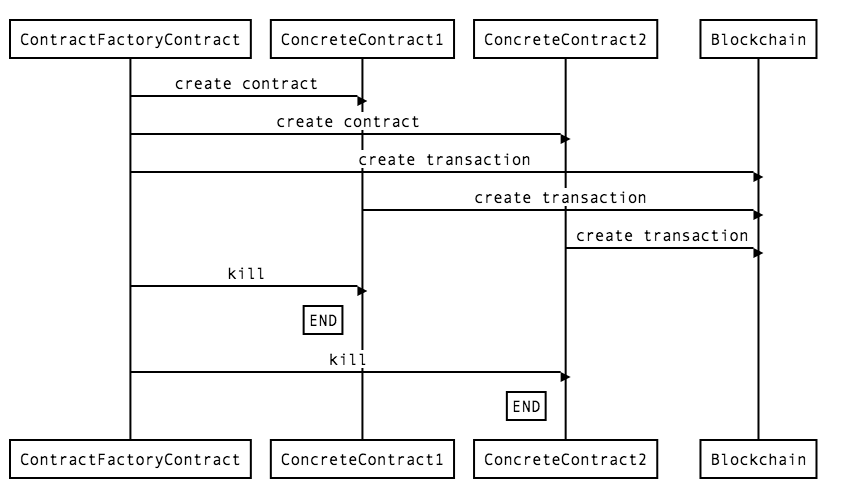 ContractFactoryContract
ConcreteContract1
ConcreteContract2
Blockchain
create contract
create contract
create transaction
create transaction
create transaction
kill
END
kill
END
ContractFactoryContract
ConcreteContract1
ConcreteContract2
Blockchain